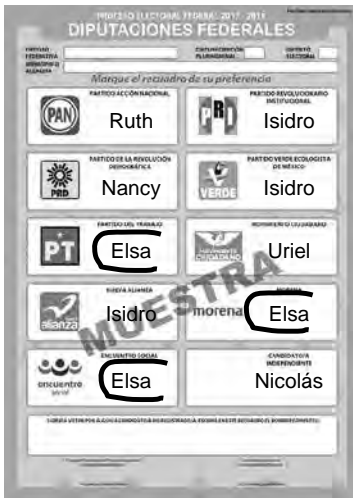 PROCESO ELECTORAL FEDERAL 2017 - 2018
DIPUTACIONES FEDERALES
ENTIDAD FEDERATIVA
CIRCUNSCRIPCIÓN PLURINOMINAL
DISTRITO ELECTORAL
MUNICIPIO O ALCALDÍA
Marque el recuadro de su preferencia
PARTIDO ACCIÓN NACIONAL
PAN
Ruth
PARTIDO REVOLUCIONARIO INSTITUCIONAL
PRI
Isidro
PARTIDO DE LA REVOLUCIÓN DEMOCRÁTICA
PRD
Nancy
PARTIDO VERDE ECOLOGISTA DE MÉXICO
VERDE
Isidro
PARTIDO DEL TRABAJO
PT
Elsa
MOVIMIENTO CIUDADANO
MOVIMIENTO CIUDADANO
Uriel
NUEVA ALIANZA
alianza
Isidro
MORENA
morena
Elsa
ENCUENTRO SOCIAL
encuentro social
Elsa
CANDIDATO/A INDEPENDIENTE
Nicolás
MUESTRA